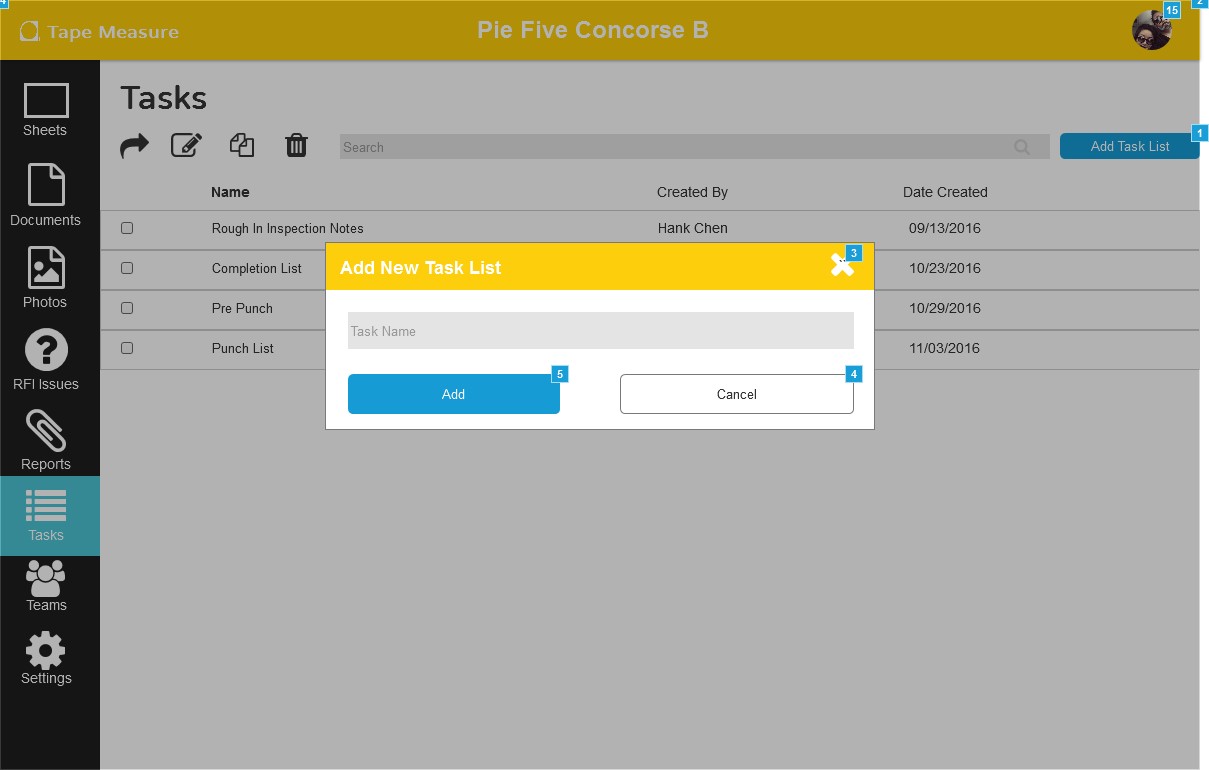 4
2
15
Tape Measure
Pie Five Concorse B
Sheets
Documents
Photos
RFI Issues
Reports
Tasks
Teams
Settings
Tasks
Search
Add Task List
1
Name Created By Date Created
Rough In Inspection Notes Hank Chen 09/13/2016
Completion List 10/23/2016
Pre Punch 10/29/2016
Punch List 11/03/2016
Add New Task List
3
Task Name
Add
5
Cancel
4